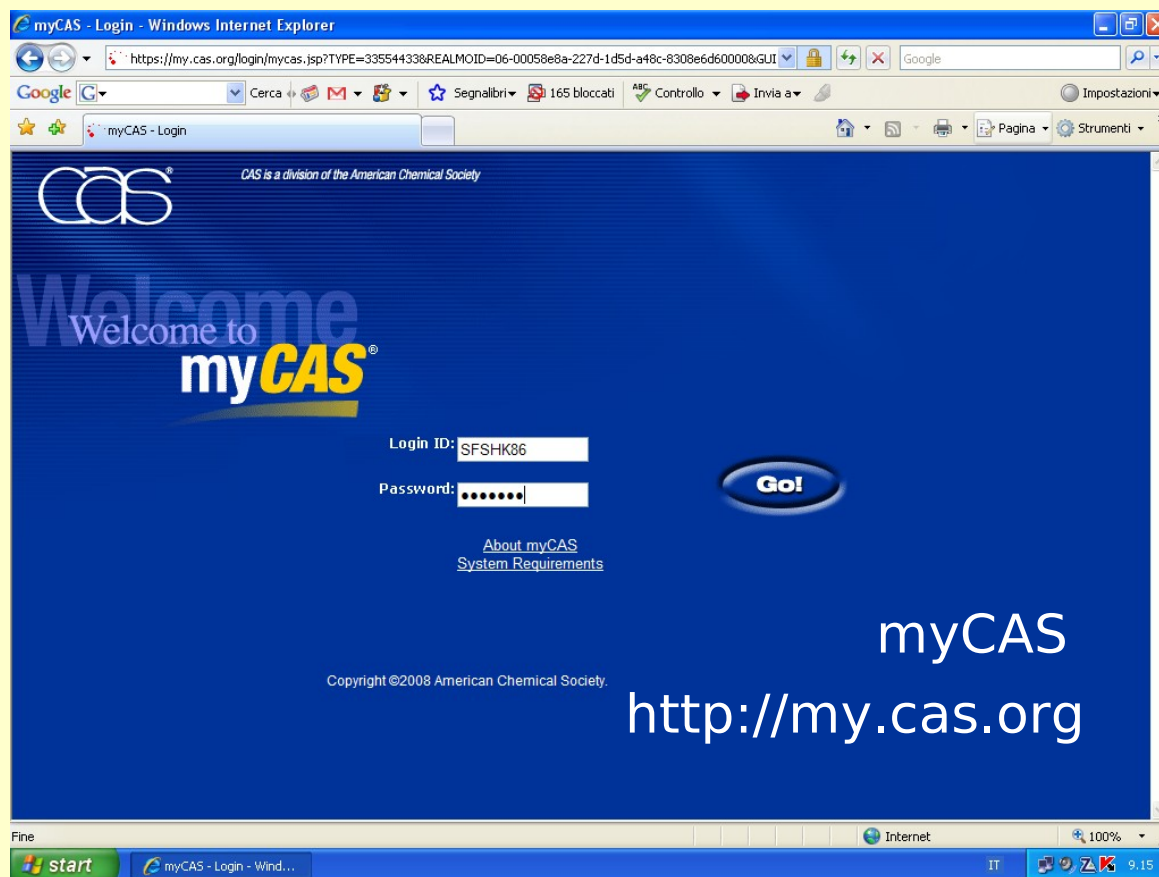 myCAS - Login - Windows Internet Explorer
https://my.cas.org/login/mycas.jsp?TYPE=33554433&REALMOID=06-00058e8a-227d-1d5d-a48c-8308e6d60000&GUI
Google
Google G Cerca M Segnalibri 165 bloccati ABC Controllo Invia a Impostazioni
myCAS - Login Pagina Strumenti
CAS® CAS is a division of the American Chemical Society
Welcome
Welcome to
myCAS®
Login ID: SFSHK86
Password: •••••••
Go!
About myCAS
System Requirements
myCAS
Copyright ©2008 American Chemical Society.
http://my.cas.org
Fine Internet 100%
start myCAS - Login - Wind... IT 9.15